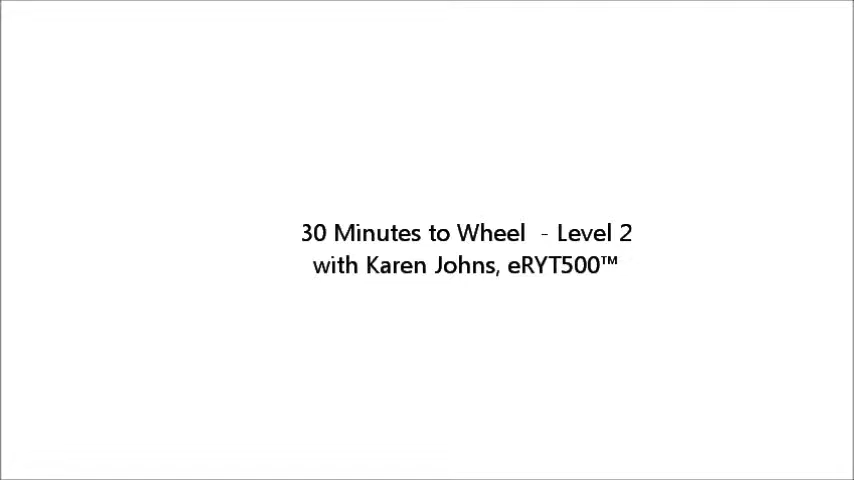 30 Minutes to Wheel - Level 2
with Karen Johns, eRYT500™